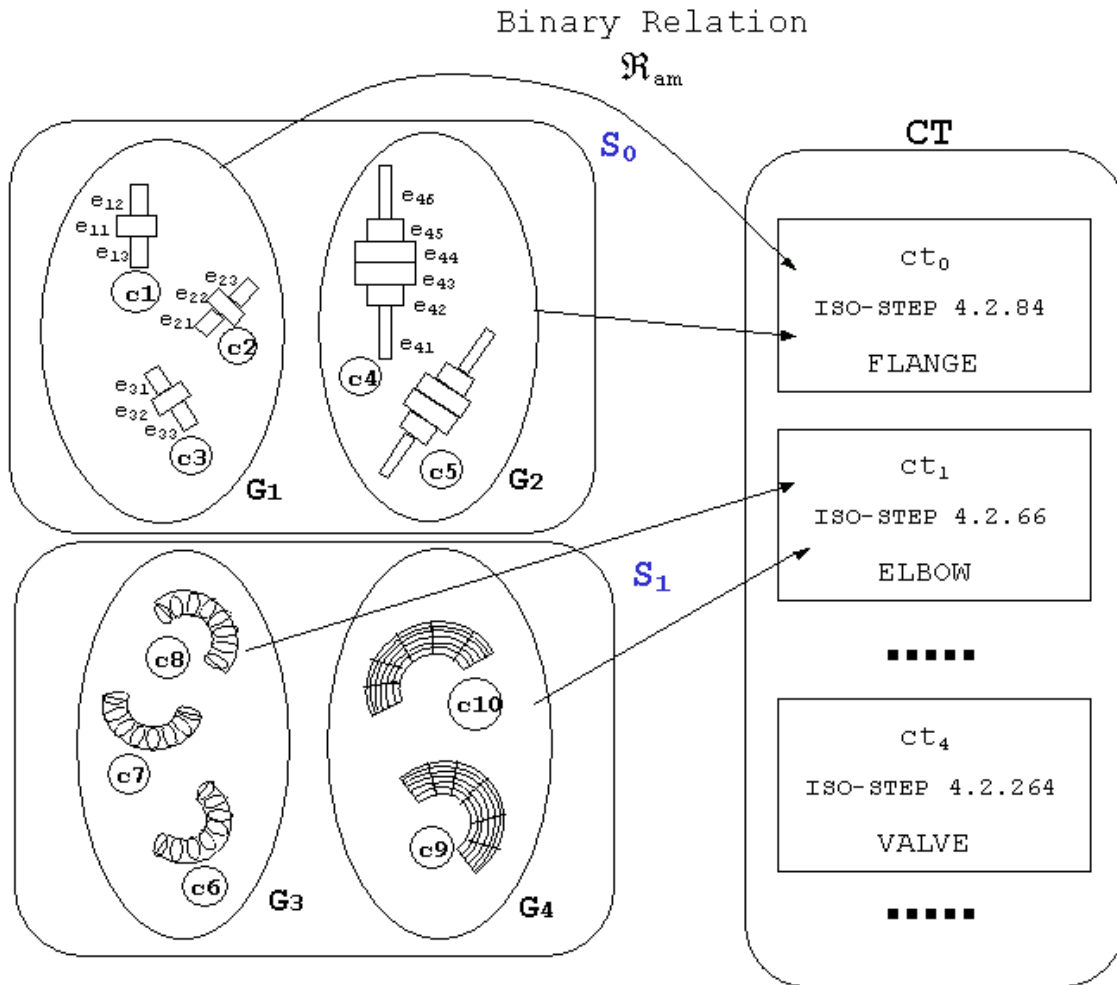 Binary Relation
ℜam
S0
CT
e12
e11
e13
c1
e23
e22
e21
c2
e31
e32
e33
c3
G1
e46
e45
e44
e43
e42
e41
c4
c5
G2
ct0
ISO-STEP 4.2.84
FLANGE
ct1
ISO-STEP 4.2.66
ELBOW
.....
ct4
ISO-STEP 4.2.264
VALVE
.....
S1
c8
c7
c6
G3
c10
c9
G4